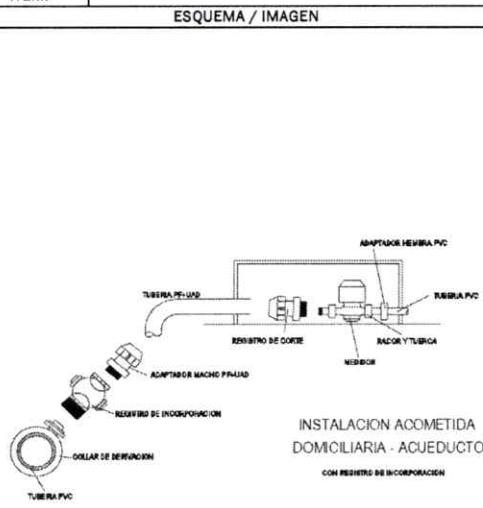 ESQUEMA / IMAGEN
ADAPTADOR HEMBRA PVC
TUBERIA PF+UAD
TUBERIA PVC
REGISTRO DE CORTE
RACOR Y TUERCA
MEDIDOR
ADAPTADOR MACHO PF+UAD
REGISTRO DE INCORPORACION
INSTALACION ACOMETIDA
DOMICILIARIA - ACUEDUCTO
COLLAR DE DERIVACION
CON REGISTRO DE INCORPORACION
TUBERIA PVC